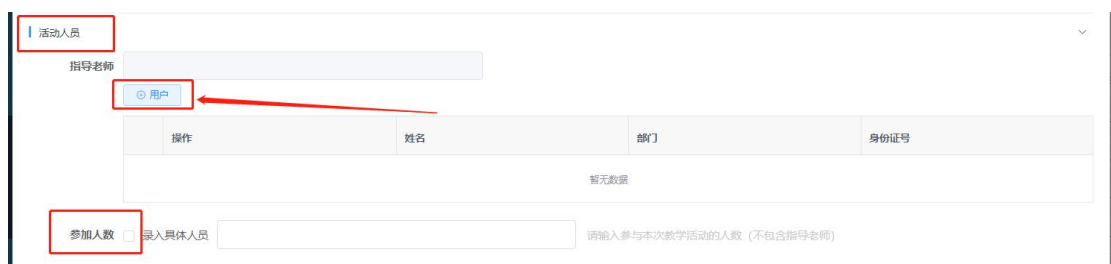 活动人员
指导老师
用户
操作 姓名 部门 身份证号
暂无数据
参加人数 录入具体人员 请输入参与本次教学活动的人数（不包含指导老师）